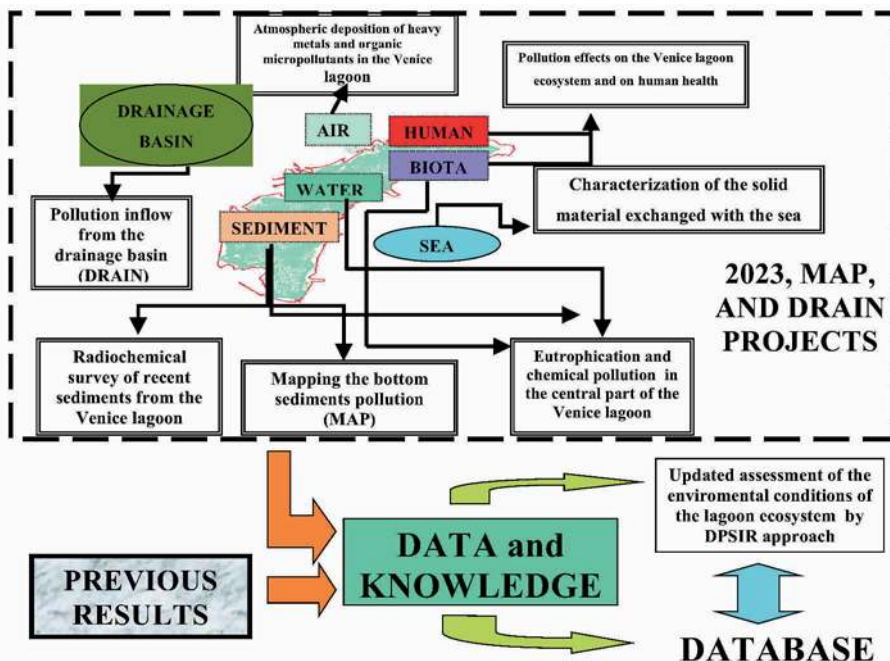 Atmospheric deposition of heavy
metals and organic
micropollutants in the Venice
lagoon
Pollution effects on the Venice lagoon
ecosystem and on human health
DRAINAGE
BASIN
AIR
HUMAN
BIOTA
WATER
SEDIMENT
SEA
Pollution inflow
from the
drainage basin
(DRAIN)
Characterization of the solid
material exchanged with the sea
2023, MAP,
AND DRAIN
PROJECTS
Radiochemical
survey of recent
sediments from the
Venice lagoon
Mapping the bottom
sediments pollution
(MAP)
Eutrophication and
chemical pollution in
the central part of the
Venice lagoon
Updated assessment of the
enviromental conditions of
the lagoon ecosystem by
DPSIR approach
DATA and
KNOWLEDGE
PREVIOUS
RESULTS
DATABASE